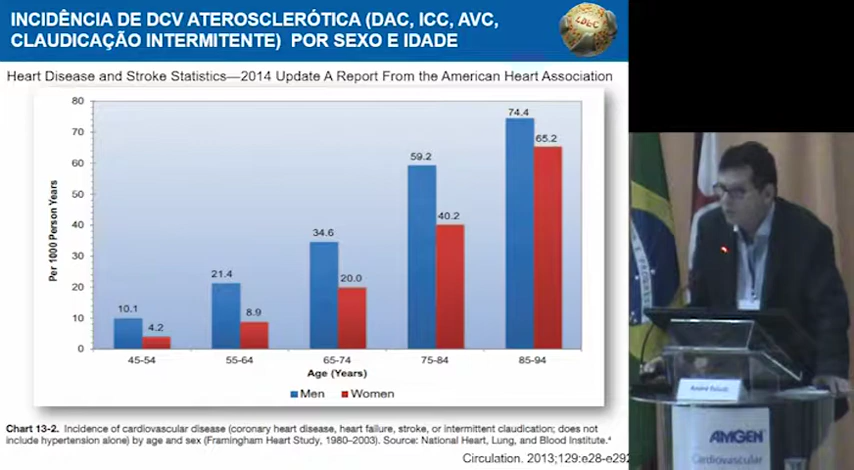 INCIDÊNCIA DE DCV ATEROSCLERÓTICA (DAC, ICC, AVC,
CLAUDICAÇÃO INTERMITENTE) POR SEXO E IDADE
Heart Disease and Stroke Statistics—2014 Update A Report From the American Heart Association
Per 1000 Person Years
80
70
60
50
40
30
20
10
0
10.1
4.2
21.4
8.9
34.6
20.0
59.2
40.2
74.4
65.2
45-54
55-64
65-74
75-84
85-94
Age (Years)
Men
Women
Chart 13-2. Incidence of cardiovascular disease (coronary heart disease, heart failure, stroke, or intermittent claudication; does not
include hypertension alone) by age and sex (Framingham Heart Study, 1980–2003). Source: National Heart, Lung, and Blood Institute.⁴
Circulation. 2013;129:e28-e292
André
AMGEN
Cardiovascular